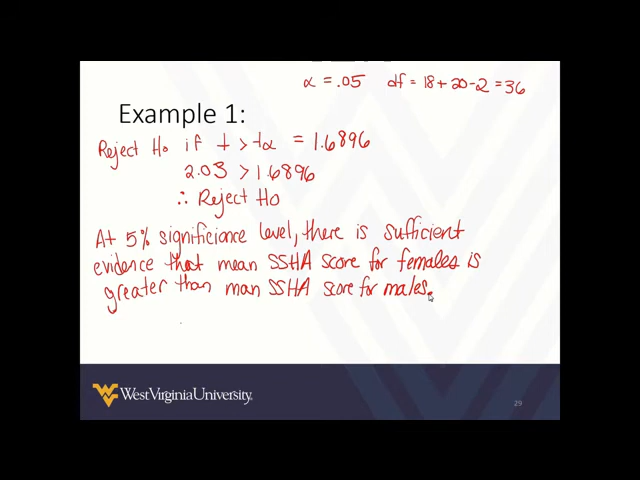 α = .05 df = 18 + 20 - 2 = 36
Example 1:
Reject Ho if t > tα = 1.6896
2.03 > 1.6896
∴ Reject Ho
At 5% significiance level, there is sufficient
evidence that mean SSHA score for females is
greater than man SSHA score for males.
WestVirginiaUniversity.
29